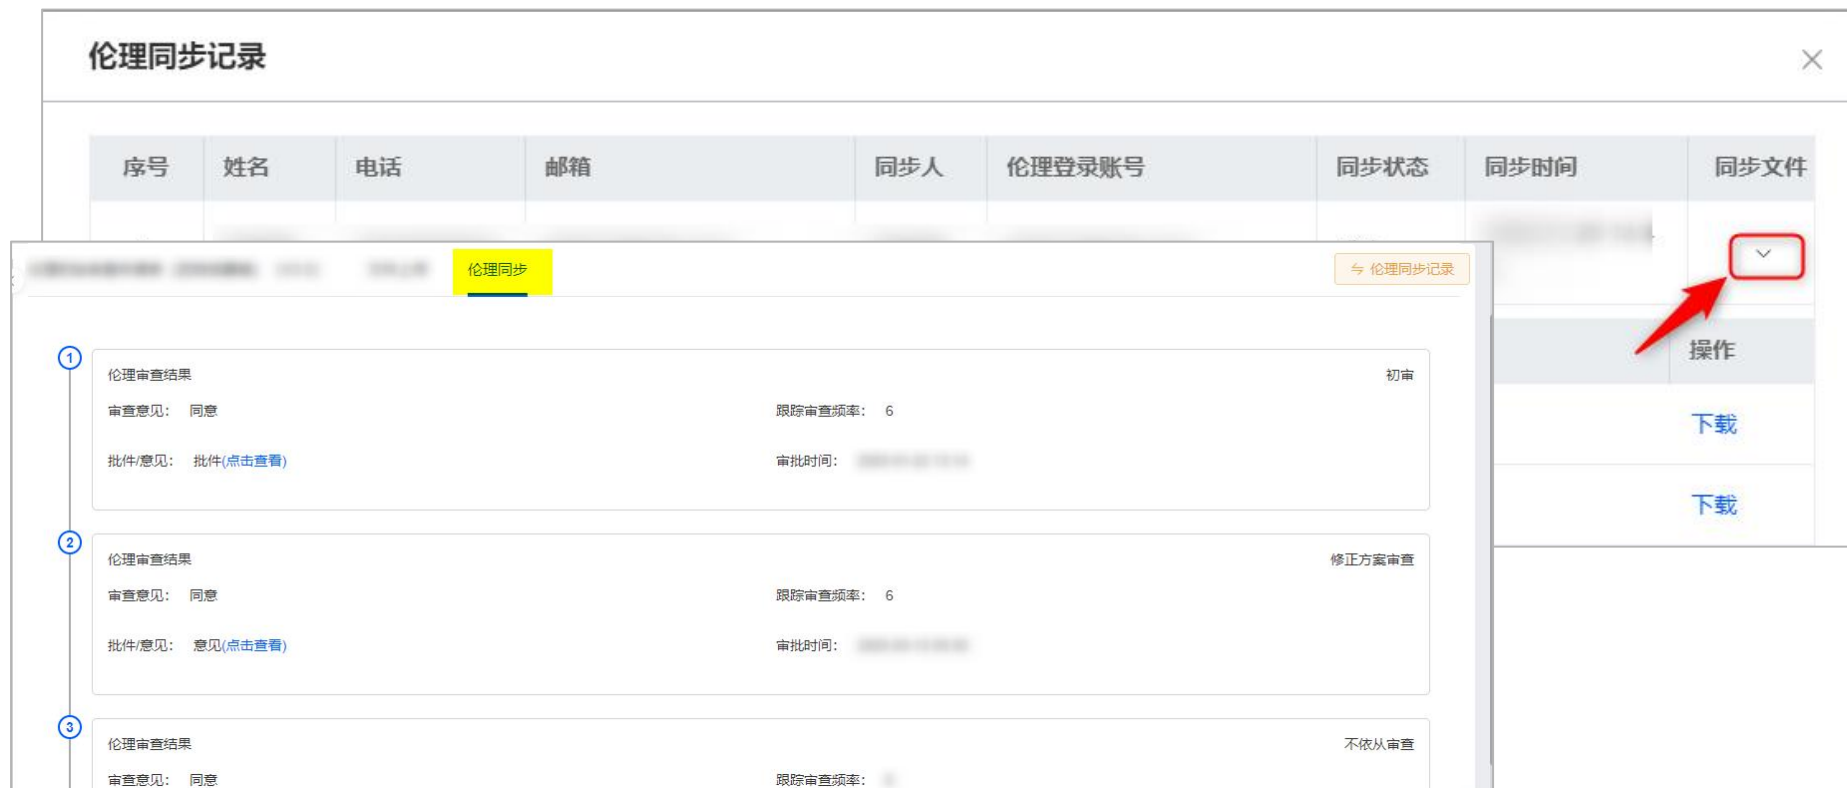 伦理同步记录
序号 姓名 电话 邮箱 同步人 伦理登录账号 同步状态 同步时间 同步文件
伦理同步
伦理同步记录
操作
下载
下载
1
伦理审查结果 初审
审查意见： 同意 跟踪审查频率： 6
批件/意见： 批件(点击查看) 审批时间：
2
伦理审查结果 修正方案审查
审查意见： 同意 跟踪审查频率： 6
批件/意见： 意见(点击查看) 审批时间：
3
伦理审查结果 不依从审查
审查意见： 同意 跟踪审查频率：